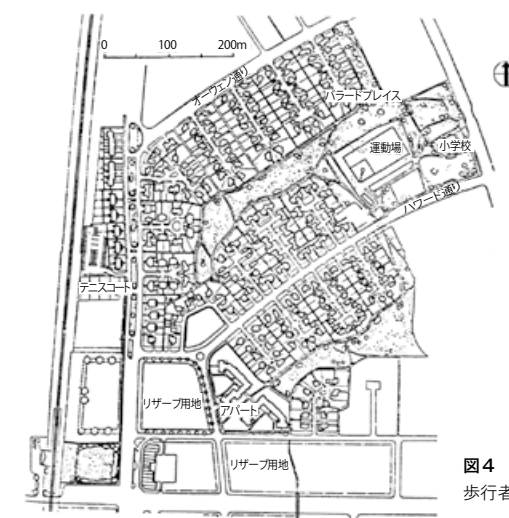 0 100 200m
オーウェン通り
バラードプレイス
運動場
小学校
ハワード通り
テニスコート
リザーブ用地
アパート
リザーブ用地
図4
歩行者